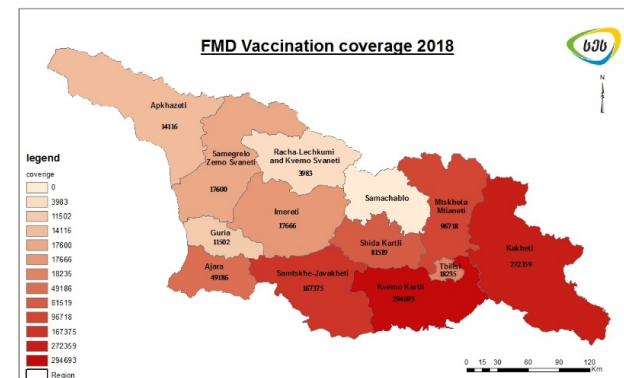 FMD Vaccination coverage 2018
სეს
N
Apkhazeti
14116
Samegrelo
Zemo Svaneti
17600
Racha-Lechkumi
and Kvemo Svaneti
3983
Samachablo
Mtskheta
Mtianeti
96718
Imereti
17666
Guria
11502
Shida Kartli
81519
Kakheti
272359
Tbilisi
18235
Ajara
49186
Samtskhe-Javakheti
167375
Kvemo Kartli
294693
legend
coverige
0
3983
11502
14116
17600
17666
18235
49186
81519
96718
167375
272359
294693
Region
0 15 30 60 90 120
Km